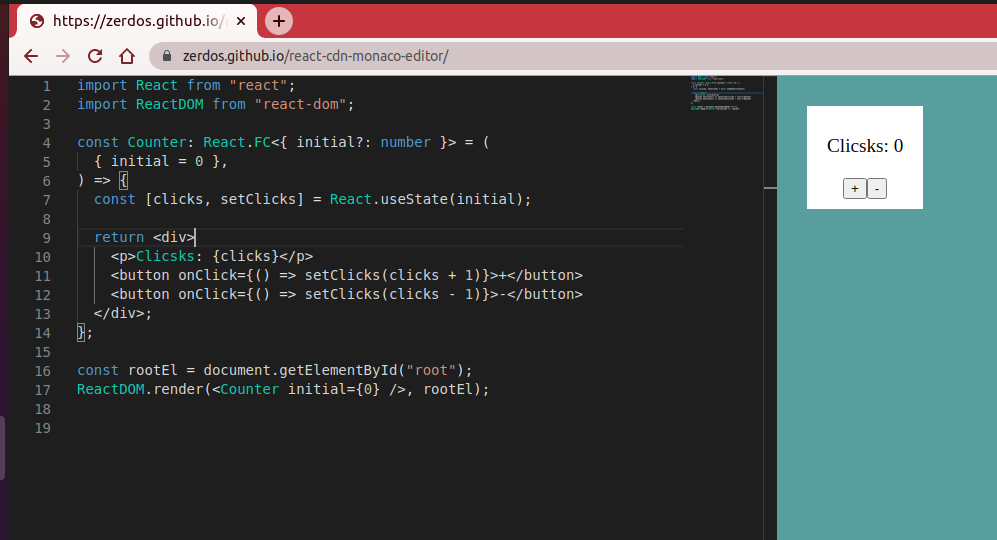 https://zerdos.github.io/
zerdos.github.io/react-cdn-monaco-editor/
1 import React from "react";
2 import ReactDOM from "react-dom";
3
4 const Counter: React.FC<{ initial?: number }> = (
5 { initial = 0 },
6 ) => {
7 const [clicks, setClicks] = React.useState(initial);
8
9 return <div>
10 <p>Clicsks: {clicks}</p>
11 <button onClick={() => setClicks(clicks + 1)}>+</button>
12 <button onClick={() => setClicks(clicks - 1)}>-</button>
13 </div>;
14 };
15
16 const rootEl = document.getElementById("root");
17 ReactDOM.render(<Counter initial={0} />, rootEl);
18
19
Clicsks: 0
+ -